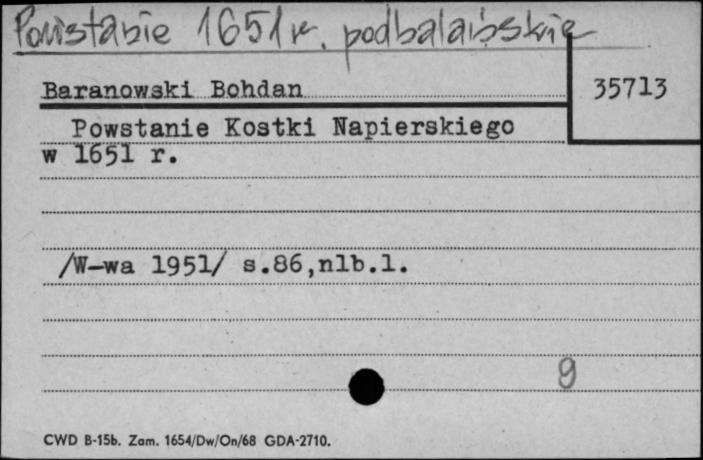 Powstanie 1651 r. podhalańskie
Baranowski Bohdan
35713
Powstanie Kostki Napierskiego
w 1651 r.
/W-wa 1951/ s.86,nlb.1.
9
CWD B-15b. Zam. 1654/Dw/On/68 GDA-2710.